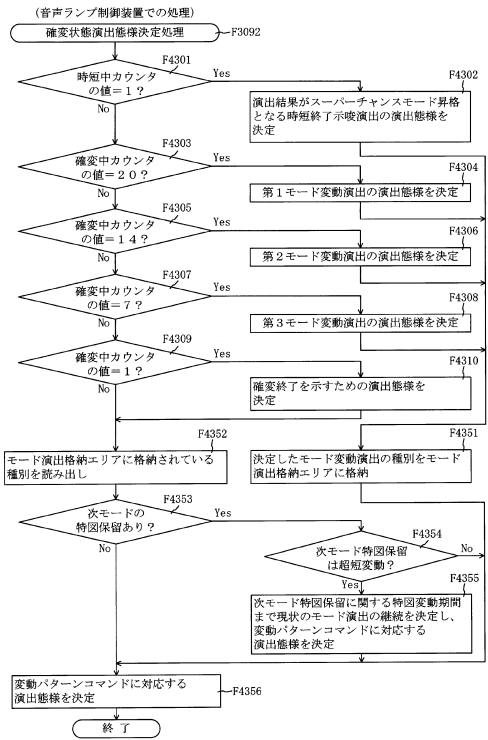 (音声ランプ制御装置での処理)
確変状態演出態様決定処理
F3092
F4301
時短中カウンタ
の値=1?
Yes
No
F4302
演出結果がスーパーチャンスモード昇格
となる時短終了示唆演出の演出態様を
決定
F4303
確変中カウンタ
の値=20?
Yes
No
F4304
第1モード変動演出の演出態様を決定
F4305
確変中カウンタ
の値=14?
Yes
No
F4306
第2モード変動演出の演出態様を決定
F4307
確変中カウンタ
の値=7?
Yes
No
F4308
第3モード変動演出の演出態様を決定
F4309
確変中カウンタ
の値=1?
Yes
No
F4310
確変終了を示すための演出態様を
決定
F4352
モード演出格納エリアに格納されている
種別を読み出し
F4351
決定したモード変動演出の種別をモード
演出格納エリアに格納
F4353
次モードの
特図保留あり?
Yes
No
F4354
次モード特図保留
は超短変動?
No
Yes
F4355
次モード特図保留に関する特図変動期間
まで現状のモード演出の継続を決定し、
変動パターンコマンドに対応する
演出態様を決定
変動パターンコマンドに対応する
演出態様を決定
F4356
終了